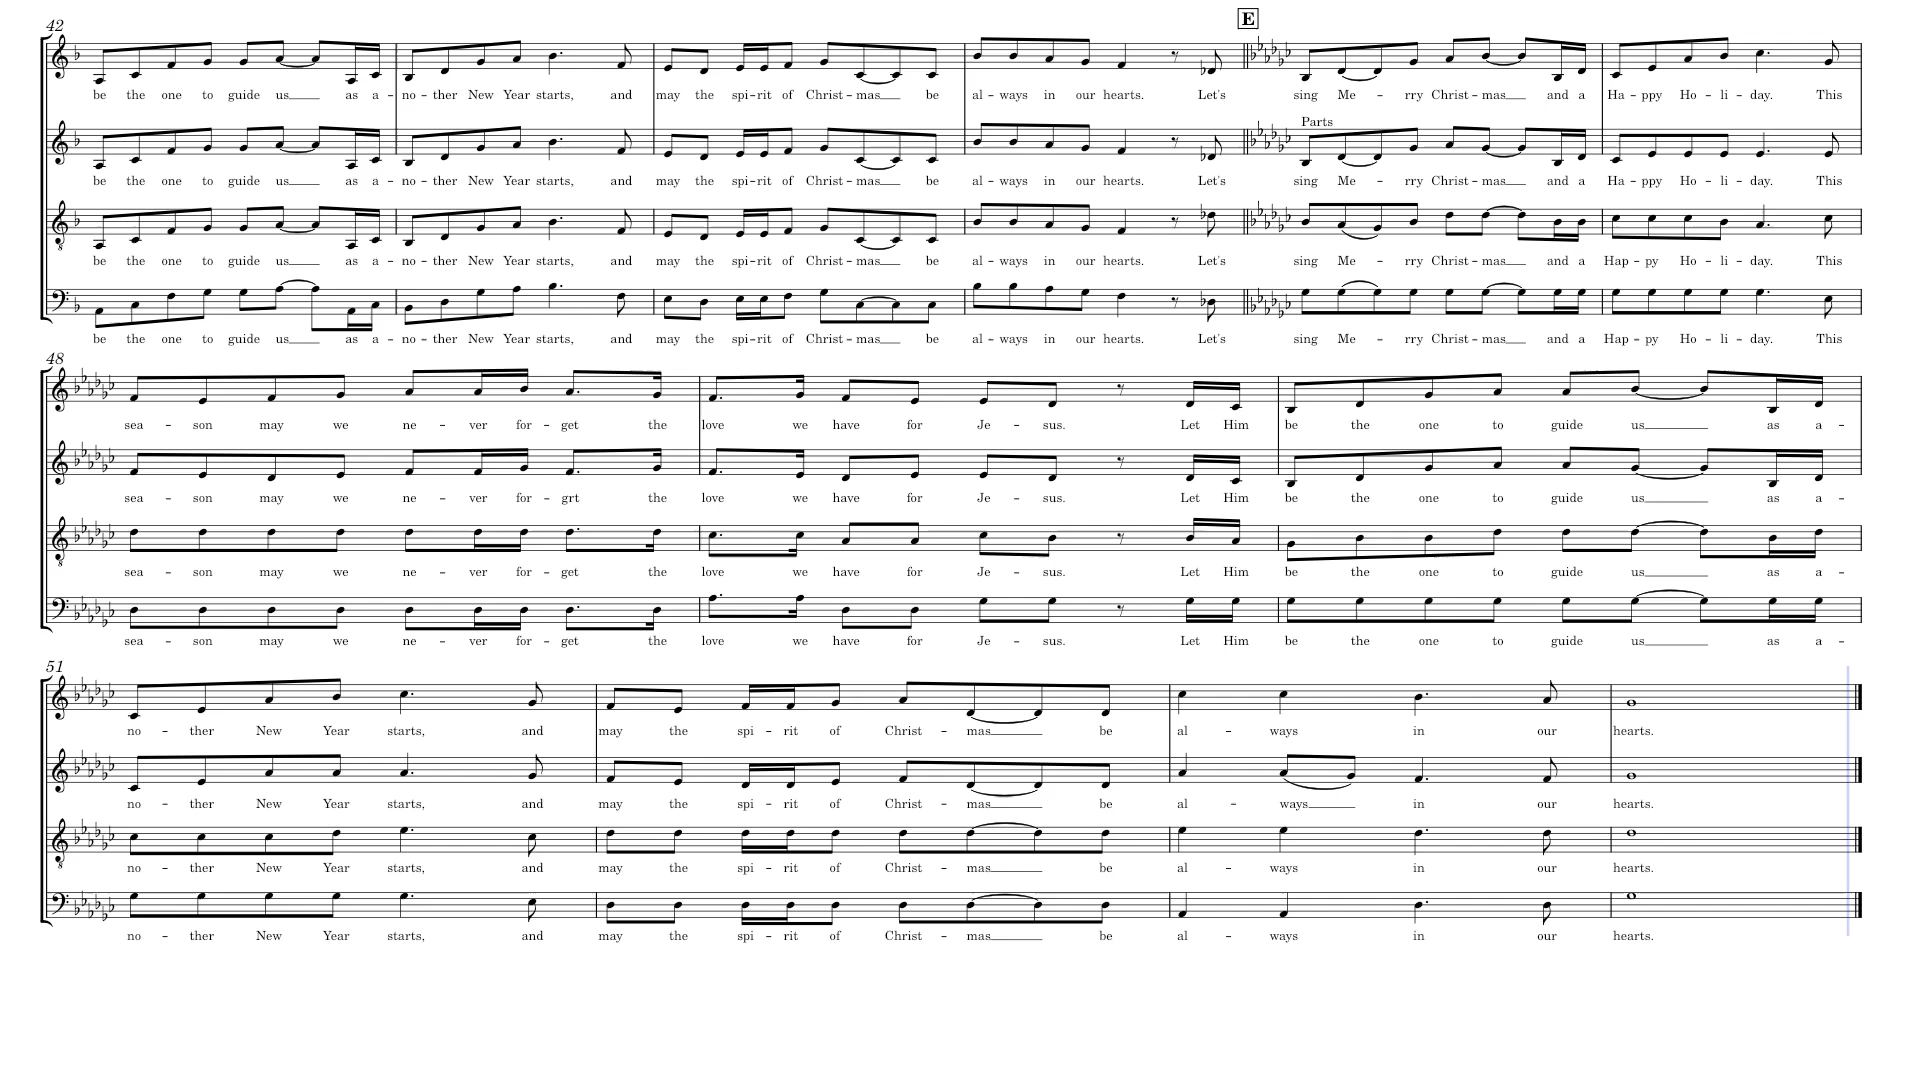 42
E
be the one to guide us as a - no - ther New Year starts, and may the spi - rit of Christ - mas be al - ways in our hearts. Let's sing Me - rry Christ - mas and a Ha - ppy Ho - li - day. This
Parts
be the one to guide us as a - no - ther New Year starts, and may the spi - rit of Christ - mas be al - ways in our hearts. Let's sing Me - rry Christ - mas and a Ha - ppy Ho - li - day. This
be the one to guide us as a - no - ther New Year starts, and may the spi - rit of Christ - mas be al - ways in our hearts. Let's sing Me - rry Christ - mas and a Hap - py Ho - li - day. This
be the one to guide us as a - no - ther New Year starts, and may the spi - rit of Christ - mas be al - ways in our hearts. Let's sing Me - rry Christ - mas and a Hap - py Ho - li - day. This
48
sea - son may we ne - ver for - get the love we have for Je - sus. Let Him be the one to guide us as a -
sea - son may we ne - ver for - grt the love we have for Je - sus. Let Him be the one to guide us as a -
sea - son may we ne - ver for - get the love we have for Je - sus. Let Him be the one to guide us as a -
sea - son may we ne - ver for - get the love we have for Je - sus. Let Him be the one to guide us as a -
51
no - ther New Year starts, and may the spi - rit of Christ - mas be al - ways in our hearts.
no - ther New Year starts, and may the spi - rit of Christ - mas be al - ways in our hearts.
no - ther New Year starts, and may the spi - rit of Christ - mas be al - ways in our hearts.
no - ther New Year starts, and may the spi - rit of Christ - mas be al - ways in our hearts.